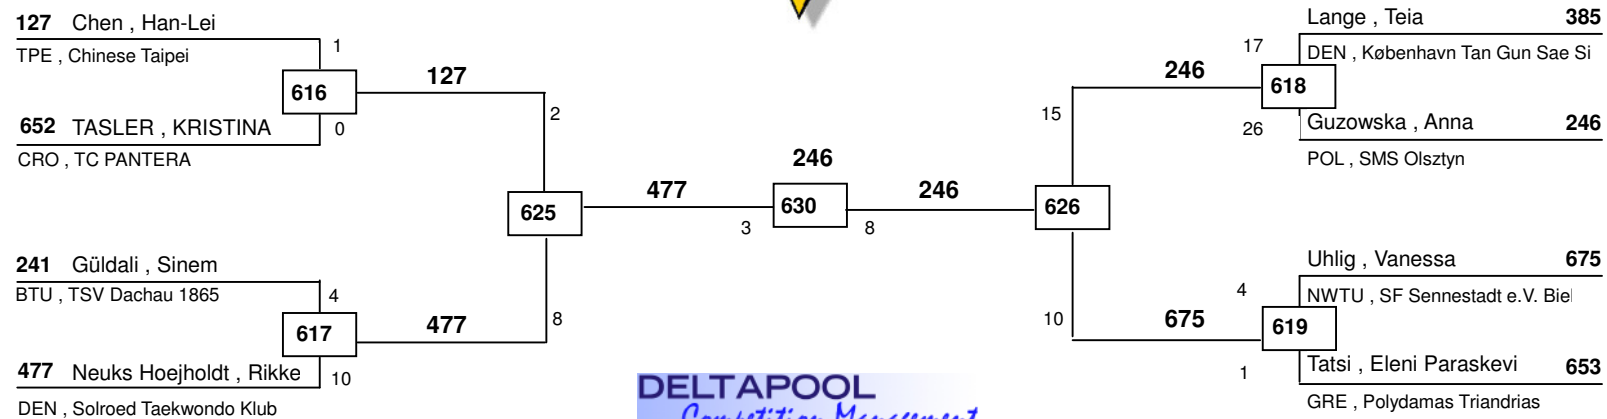 127 Chen , Han-Lei
TPE , Chinese Taipei
1
616
127
652 TASLER , KRISTINA
0
CRO , TC PANTERA
2
625
477
241 Güldali , Sinem
BTU , TSV Dachau 1865
4
617
477
8
477 Neuks Hoejholdt , Rikke
10
DEN , Solroed Taekwondo Klub
246
630
3
8
246
Lange , Teia 385
17
DEN , København Tan Gun Sae Si
246
618
15
26
Guzowska , Anna 246
POL , SMS Olsztyn
626
Uhlig , Vanessa 675
4
NWTU , SF Sennestadt e.V. Biel
10
675
619
Tatsi , Eleni Paraskevi 653
1
GRE , Polydamas Triandrias
DELTAPOOL
Competition Management